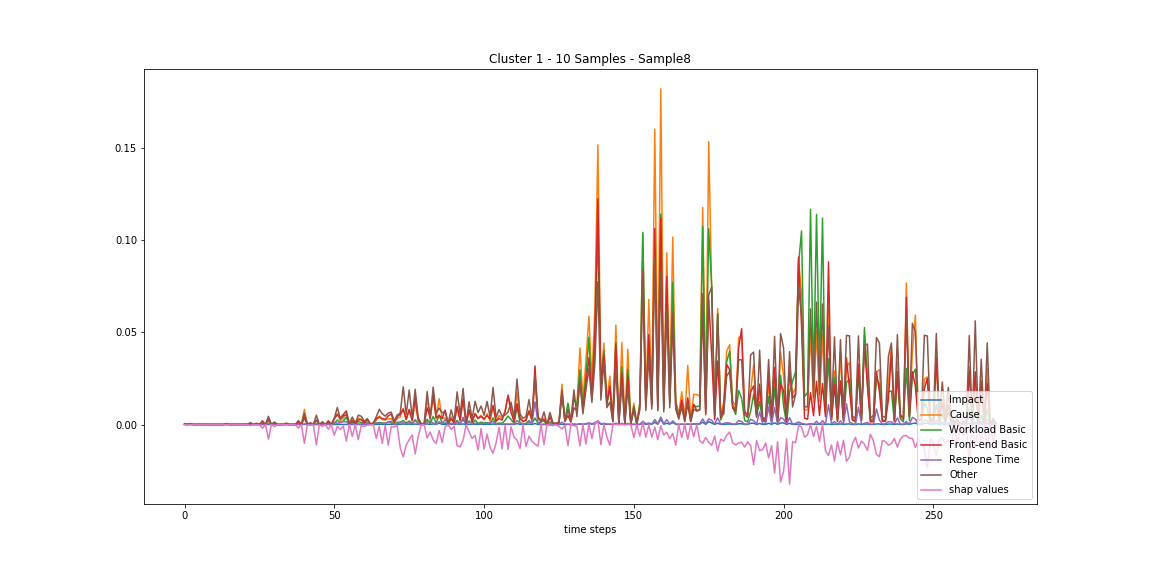 Cluster 1 - 10 Samples - Sample8
0.15
0.10
0.05
0.00
Impact
Cause
Workload Basic
Front-end Basic
Respone Time
Other
shap values
0 50 100 150 200 250
time steps